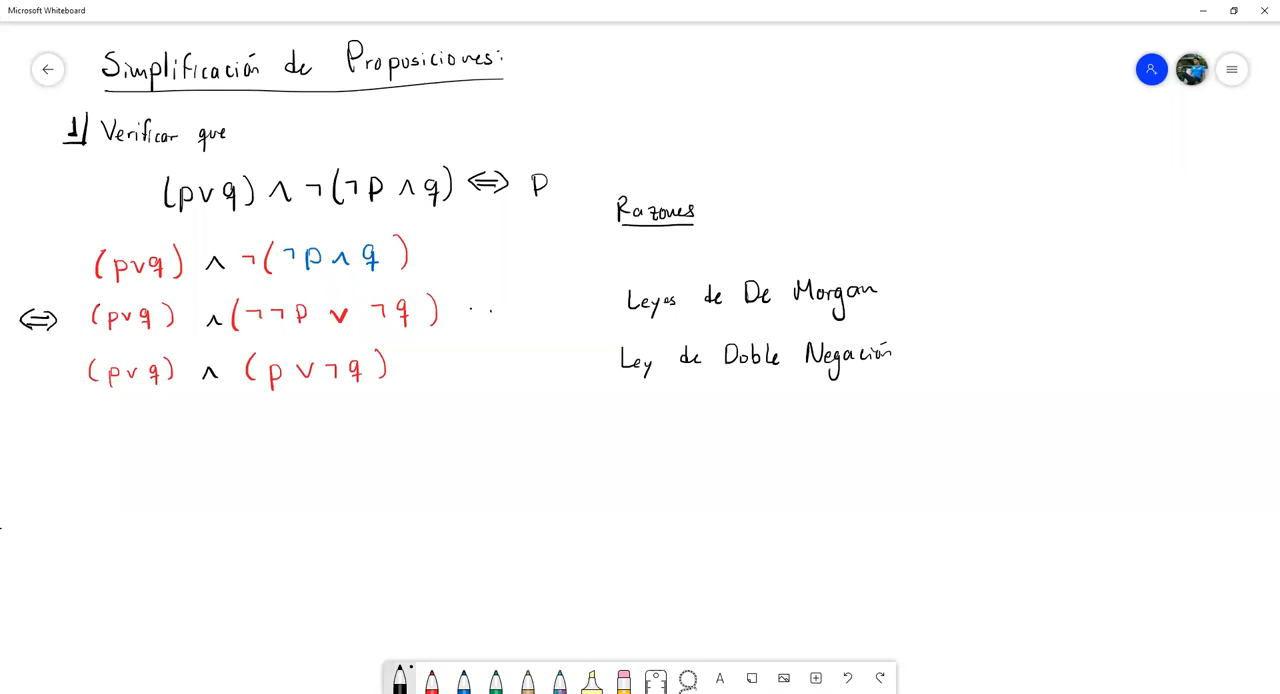 Microsoft Whiteboard
Simplificación de Proposiciones:
1) Verificar que
(p∨q) ∧ ¬(¬p ∧ q) ⇔ p
Razones
(p∨q) ∧ ¬(¬p ∧ q)
⇔ (p∨q) ∧ (¬¬p ∨ ¬q) ..
Leyes de De Morgan
(p∨q) ∧ (p ∨ ¬q)
Ley de Doble Negación
A